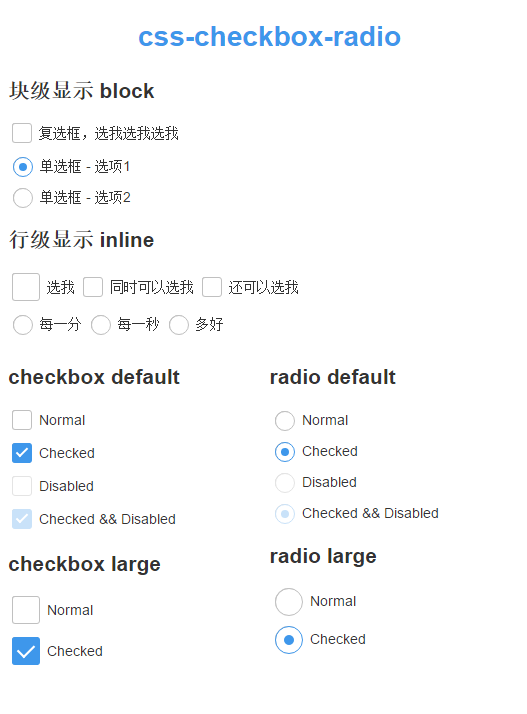 css-checkbox-radio
块级显示 block
复选框，选我选我选我
单选框 - 选项1
单选框 - 选项2
行级显示 inline
选我 同时可以选我 还可以选我
每一分 每一秒 多好
checkbox default
Normal
Checked
Disabled
Checked && Disabled
checkbox large
Normal
Checked
radio default
Normal
Checked
Disabled
Checked && Disabled
radio large
Normal
Checked